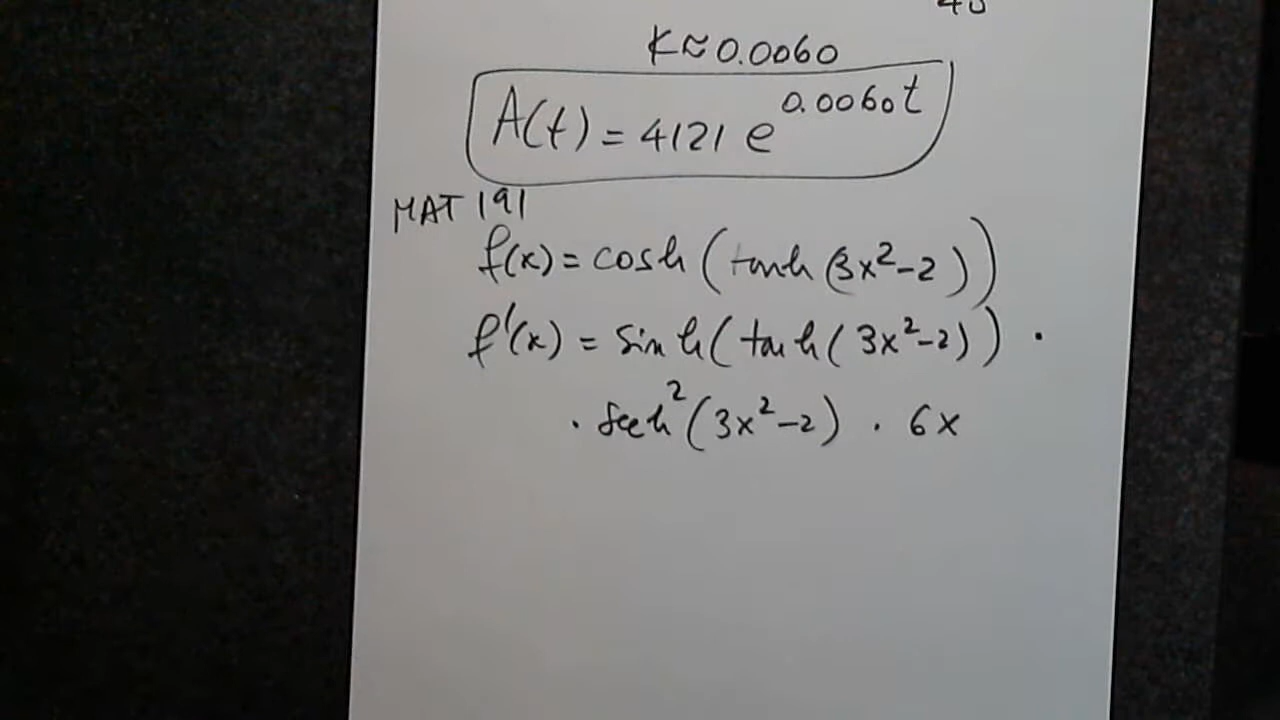 K≈0.0060
A(t) = 4121 e^0.0060t
MAT 191
f(x) = cosh (tanh (3x²-2))
f'(x) = sinh (tanh (3x²-2)) ·
· sech² (3x²-2) · 6x